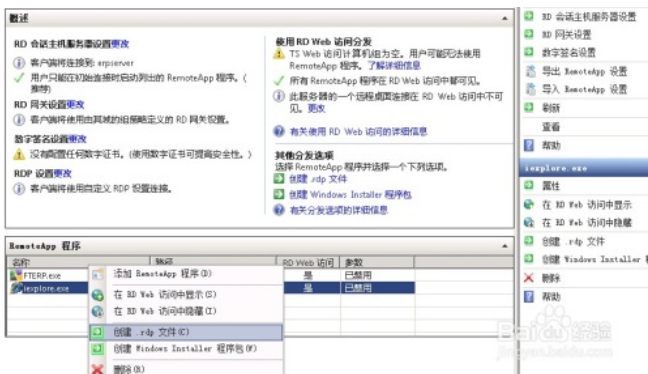 概述
RD 会话主机服务器设置更改
客户端将连接到: erpserver
用户只能在初始连接时启动列出的 RemoteApp 程序。(推荐)
RD 网关设置更改
客户端将使用由其域的组策略定义的 RD 网关设置。
数字签名设置更改
没有配置任何数字证书。(使用数字证书可提高安全性。)
RDP 设置更改
客户端将使用自定义 RDP 设置连接。
使用 RD Web 访问分发
TS Web 访问计算机组为空。用户可能无法使用
RemoteApp 程序。了解详细信息
所有 RemoteApp 程序在 RD Web 访问中都可见。
此服务器的一个远程桌面连接在 RD Web 访问中不可
见。更改
有关使用 RD Web 访问的详细信息
其他分发选项
选择 RemoteApp 程序并选择一个下列选项。
创建 .rdp 文件
创建 Windows Installer 程序包
有关分发选项的详细信息
RemoteApp 程序
名称 路径 RD Web 访问 参数
FTERP.exe 是 已禁用
iexplore.exe 是 已禁用
添加 RemoteApp 程序(D)
在 RD Web 访问中显示(S)
在 RD Web 访问中隐藏(I)
创建 .rdp 文件(C)
创建 Windows Installer 程序包(W)
删除(R)
RD 会话主机服务器设置
RD 网关设置
数字签名设置
导出 RemoteApp 设置
导入 RemoteApp 设置
刷新
查看
帮助
iexplore.exe
属性
在 RD Web 访问中显示
在 RD Web 访问中隐藏
创建 .rdp 文件
创建 Windows Installer
删除
帮助
Baidu 经验
jingyan.baidu.com